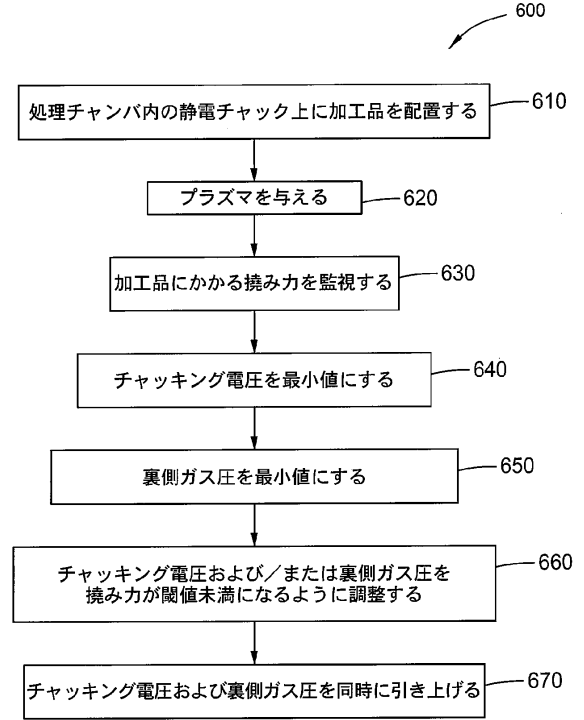 600
処理チャンバ内の静電チャック上に加工品を配置する
610
プラズマを与える
620
加工品にかかる撓み力を監視する
630
チャッキング電圧を最小値にする
640
裏側ガス圧を最小値にする
650
チャッキング電圧および／または裏側ガス圧を
撓み力が閾値未満になるように調整する
660
チャッキング電圧および裏側ガス圧を同時に引き上げる
670